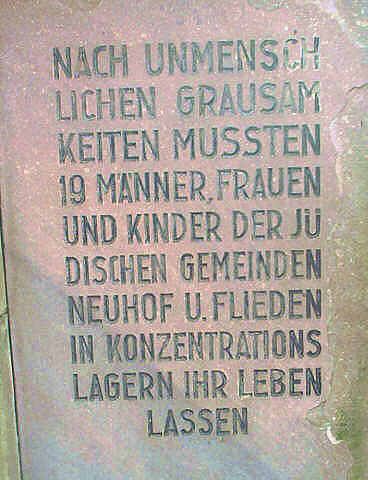 NACH UNMENSCH
LICHEN GRAUSAM
KEITEN MUSSTEN
19 MÄNNER, FRAUEN
UND KINDER DER JÜ
DISCHEN GEMEINDEN
NEUHOF U. FLIEDEN
IN KONZENTRATIONS
LAGERN IHR LEBEN
LASSEN